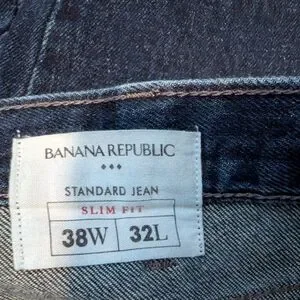 BANANA REPUBLIC
STANDARD JEAN
SLIM FIT
38W 32L